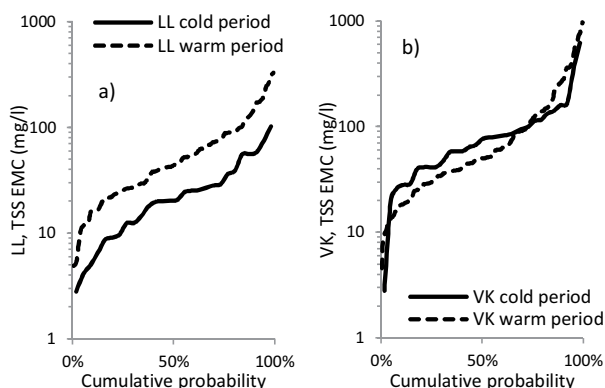 LL, TSS EMC (mg/l)
1000
100
10
1
LL cold period
LL warm period
a)
0%
50%
100%
Cumulative probability
VK, TSS EMC (mg/l)
1000
100
10
1
b)
VK cold period
VK warm period
0%
50%
100%
Cumulative probability